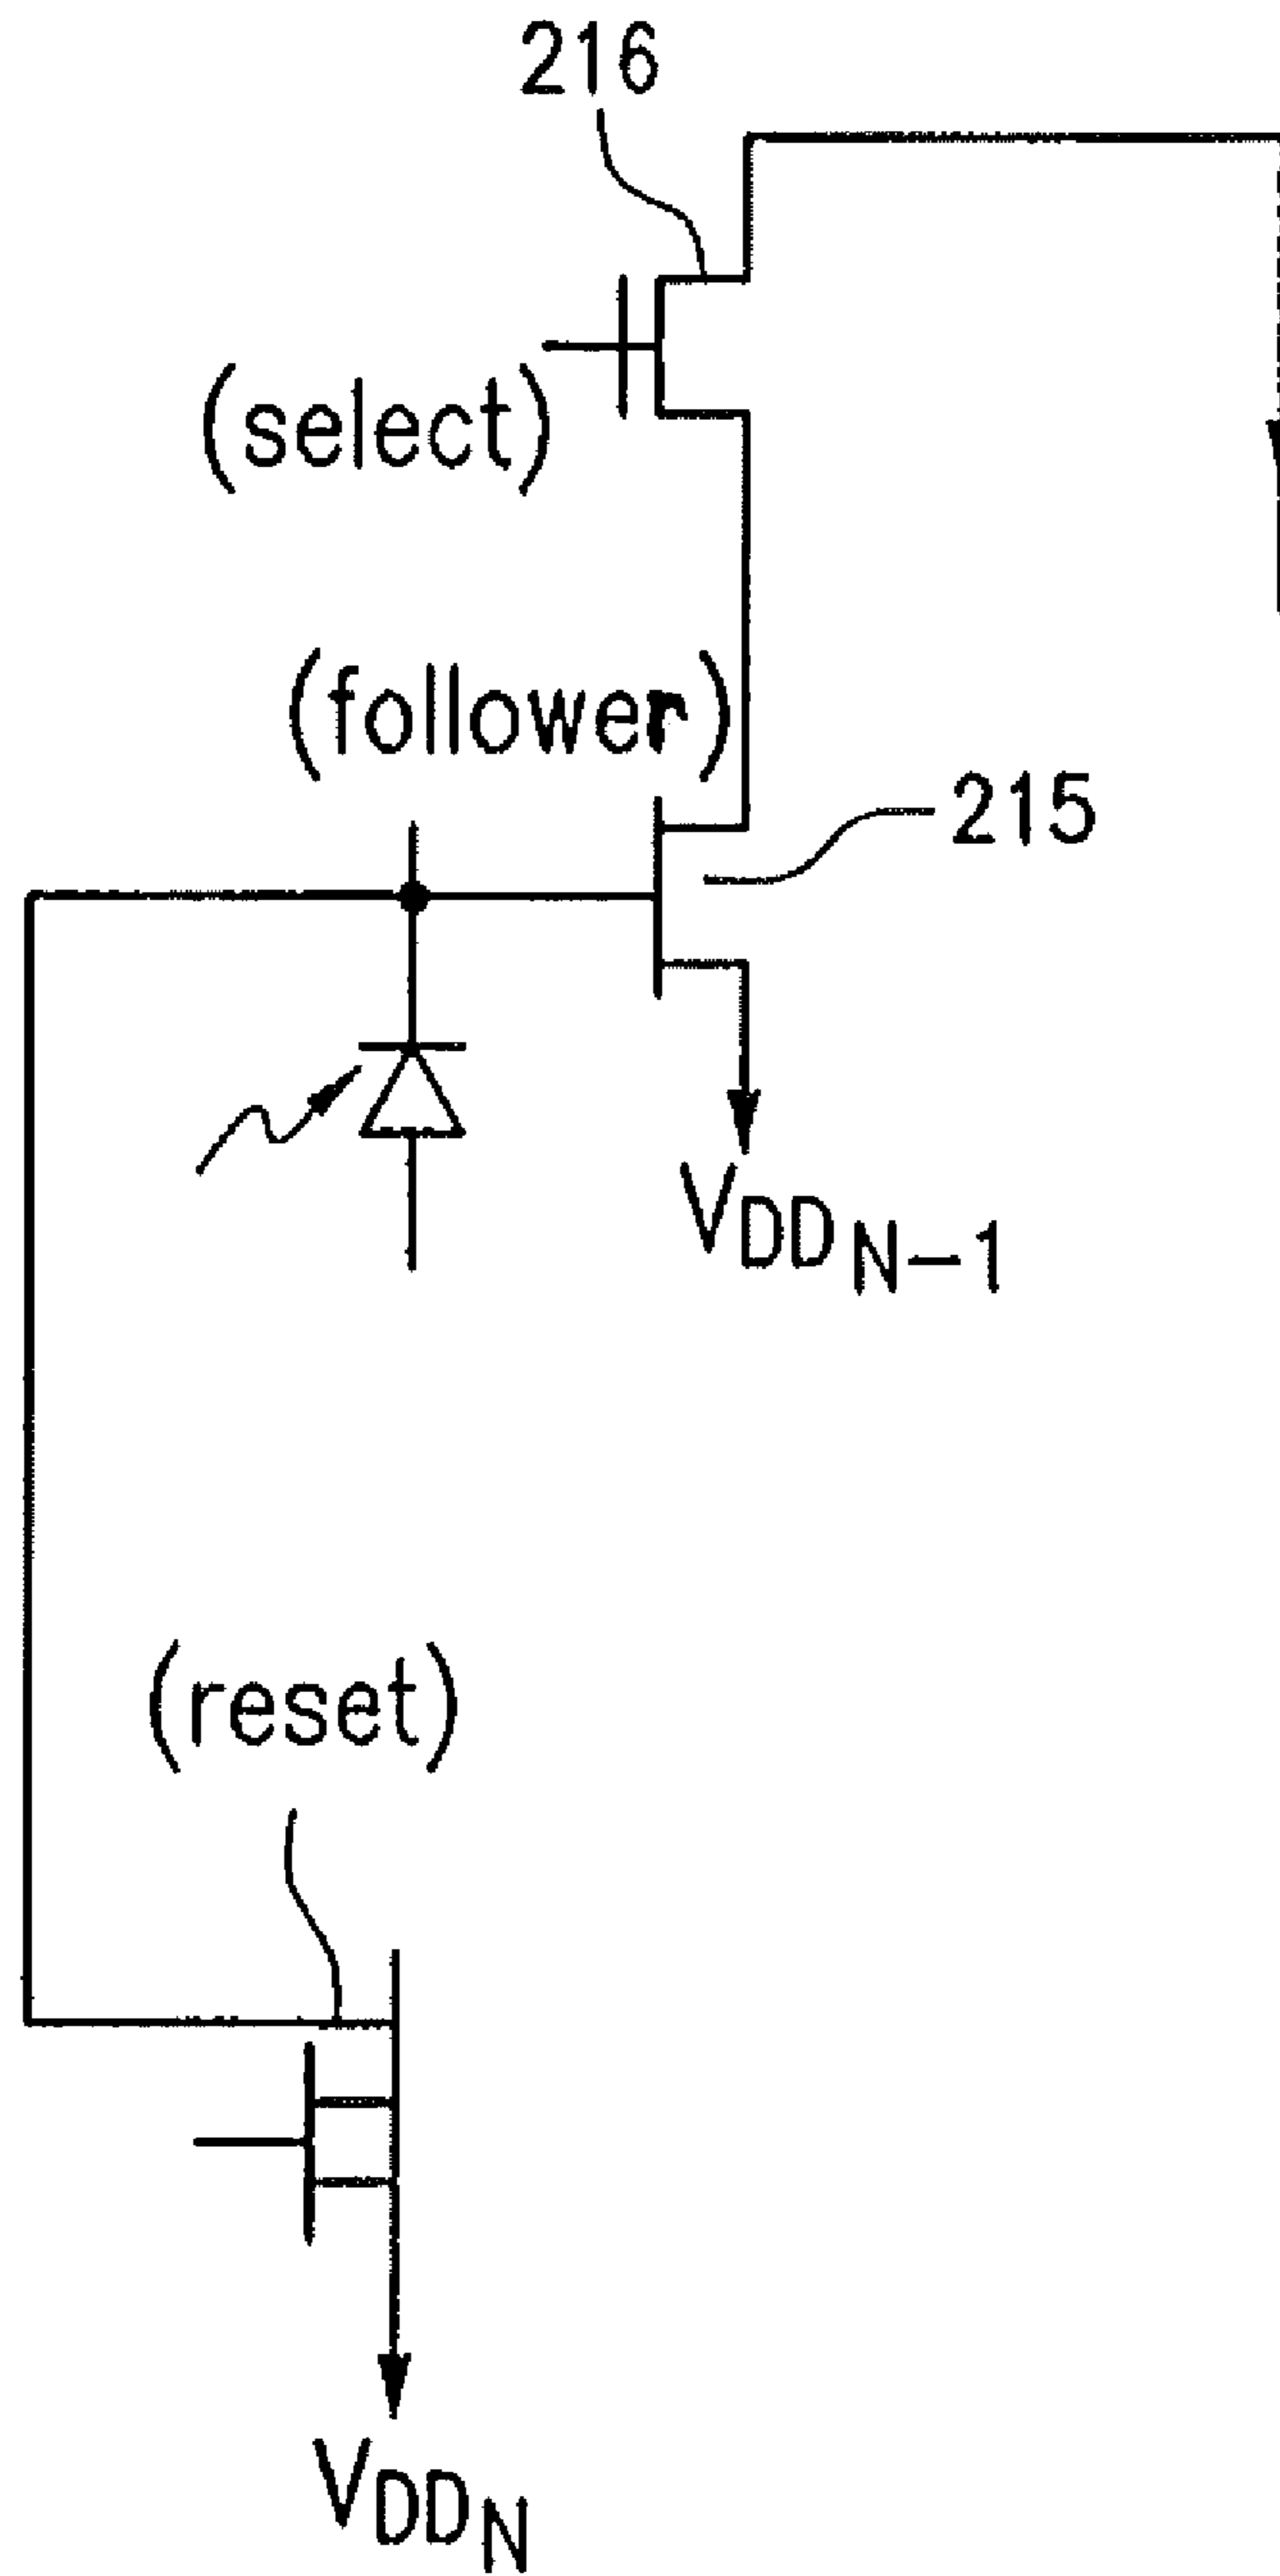 216
(select)
(follower)
215
VDDN-1
(reset)
VDDN